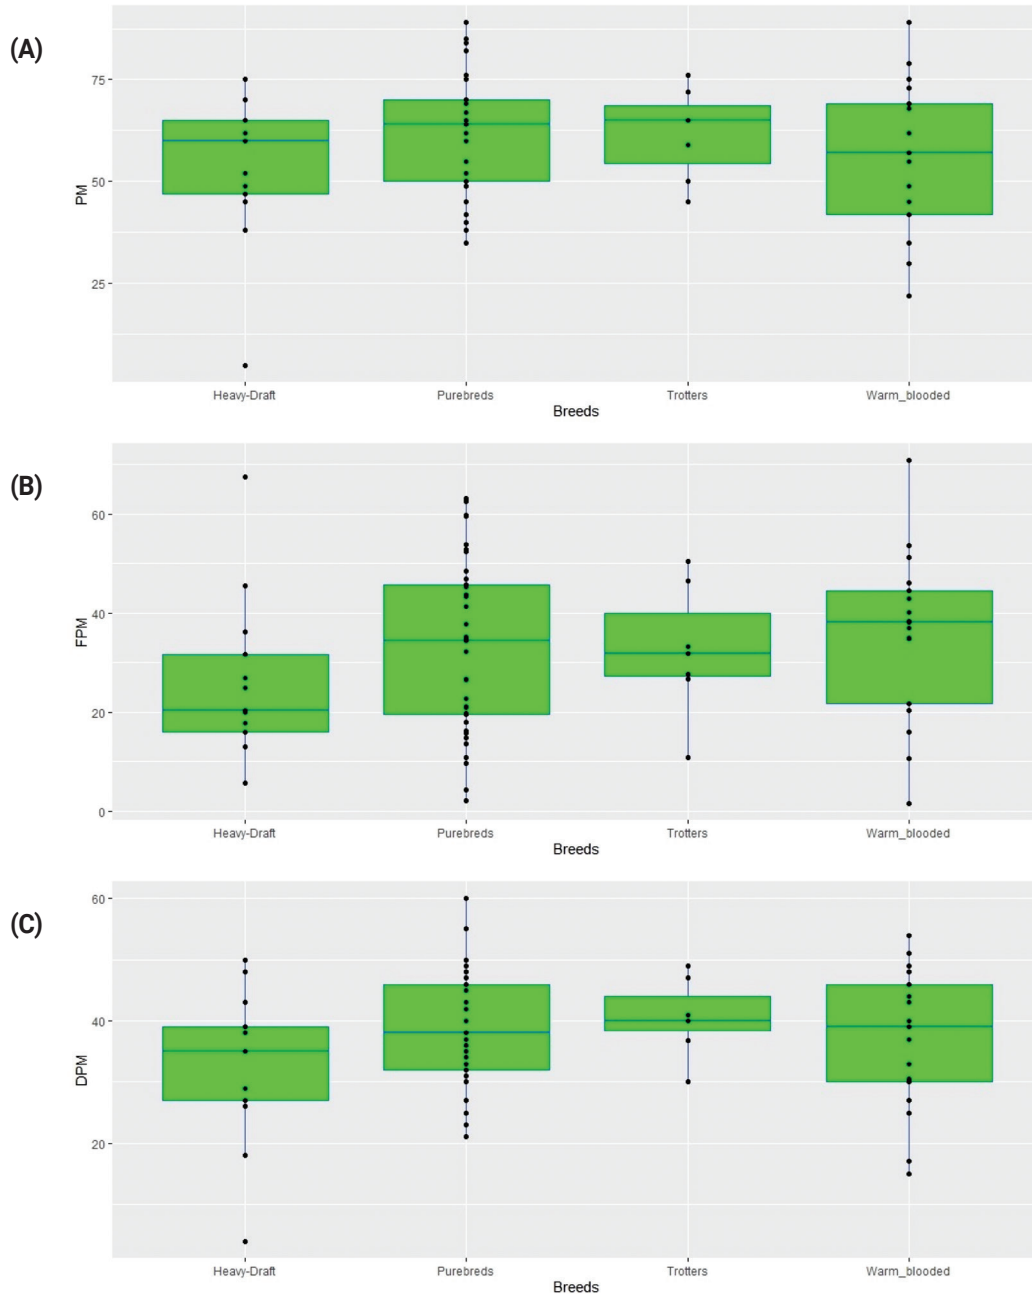 (A)
PM
75
50
25
Heavy-Draft Purebreds Trotters Warm_blooded
Breeds
(B)
FPM
60
40
20
0
Heavy-Draft Purebreds Trotters Warm_blooded
Breeds
(C)
DPM
60
40
20
Heavy-Draft Purebreds Trotters Warm_blooded
Breeds